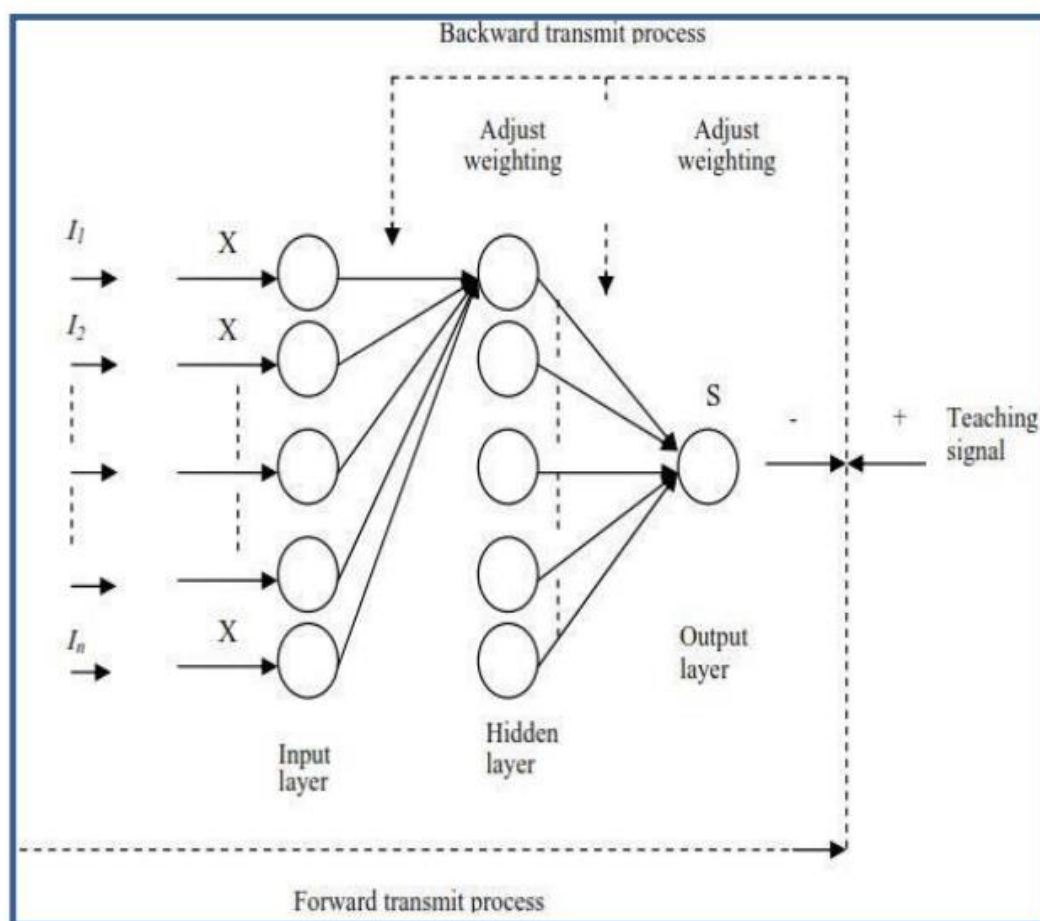 Backward transmit process
Adjust
weighting
Adjust
weighting
I1
X
I2
X
S
-
+
Teaching
signal
In
X
Output
layer
Hidden
layer
Input
layer
Forward transmit process